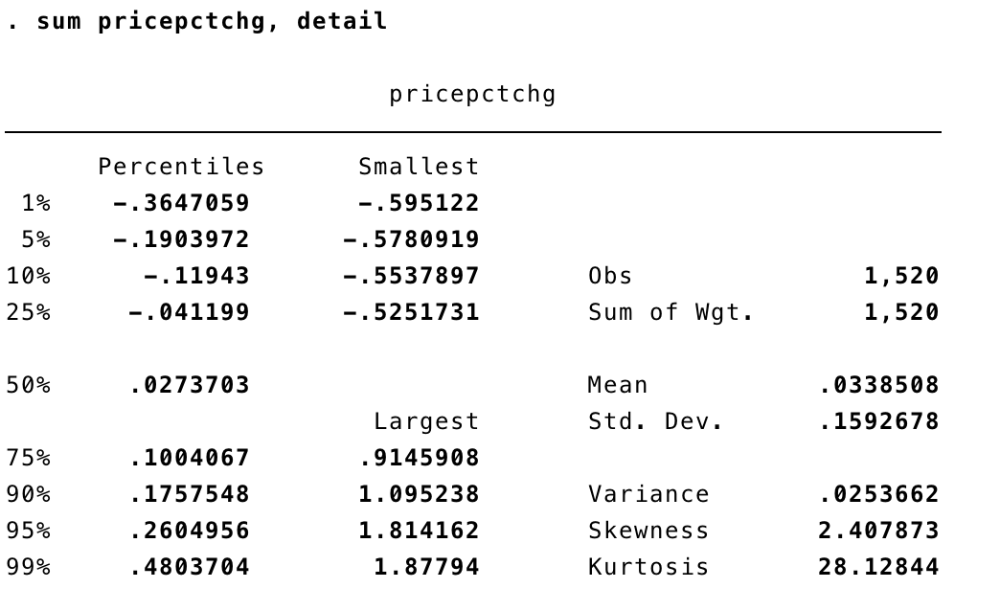 . sum pricepctchg, detail
pricepctchg
Percentiles Smallest
1% -.3647059 -.595122
5% -.1903972 -.5780919
10% -.11943 -.5537897 Obs 1,520
25% -.041199 -.5251731 Sum of Wgt. 1,520
50% .0273703 Mean .0338508
Largest Std. Dev. .1592678
75% .1004067 .9145908
90% .1757548 1.095238 Variance .0253662
95% .2604956 1.814162 Skewness 2.407873
99% .4803704 1.87794 Kurtosis 28.12844